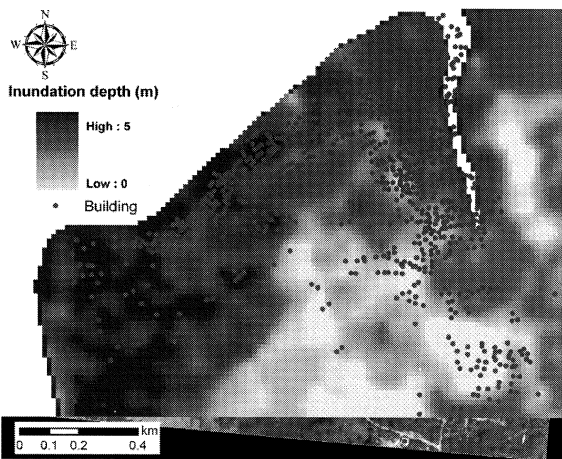 N
W E
S
Inundation depth (m)
High : 5
Low : 0
Building
km
0 0.1 0.2 0.4